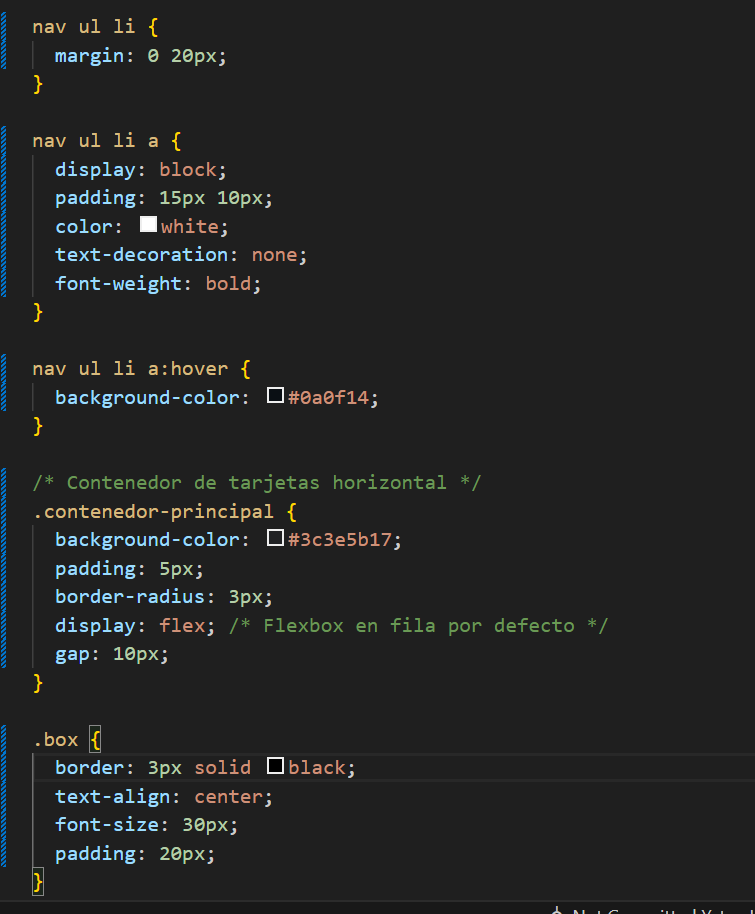 nav ul li {
margin: 0 20px;
}
nav ul li a {
display: block;
padding: 15px 10px;
color: white;
text-decoration: none;
font-weight: bold;
}
nav ul li a:hover {
background-color: #0a0f14;
}
/* Contenedor de tarjetas horizontal */
.contenedor-principal {
background-color: #3c3e5b17;
padding: 5px;
border-radius: 3px;
display: flex; /* Flexbox en fila por defecto */
gap: 10px;
}
.box {
border: 3px solid black;
text-align: center;
font-size: 30px;
padding: 20px;
}